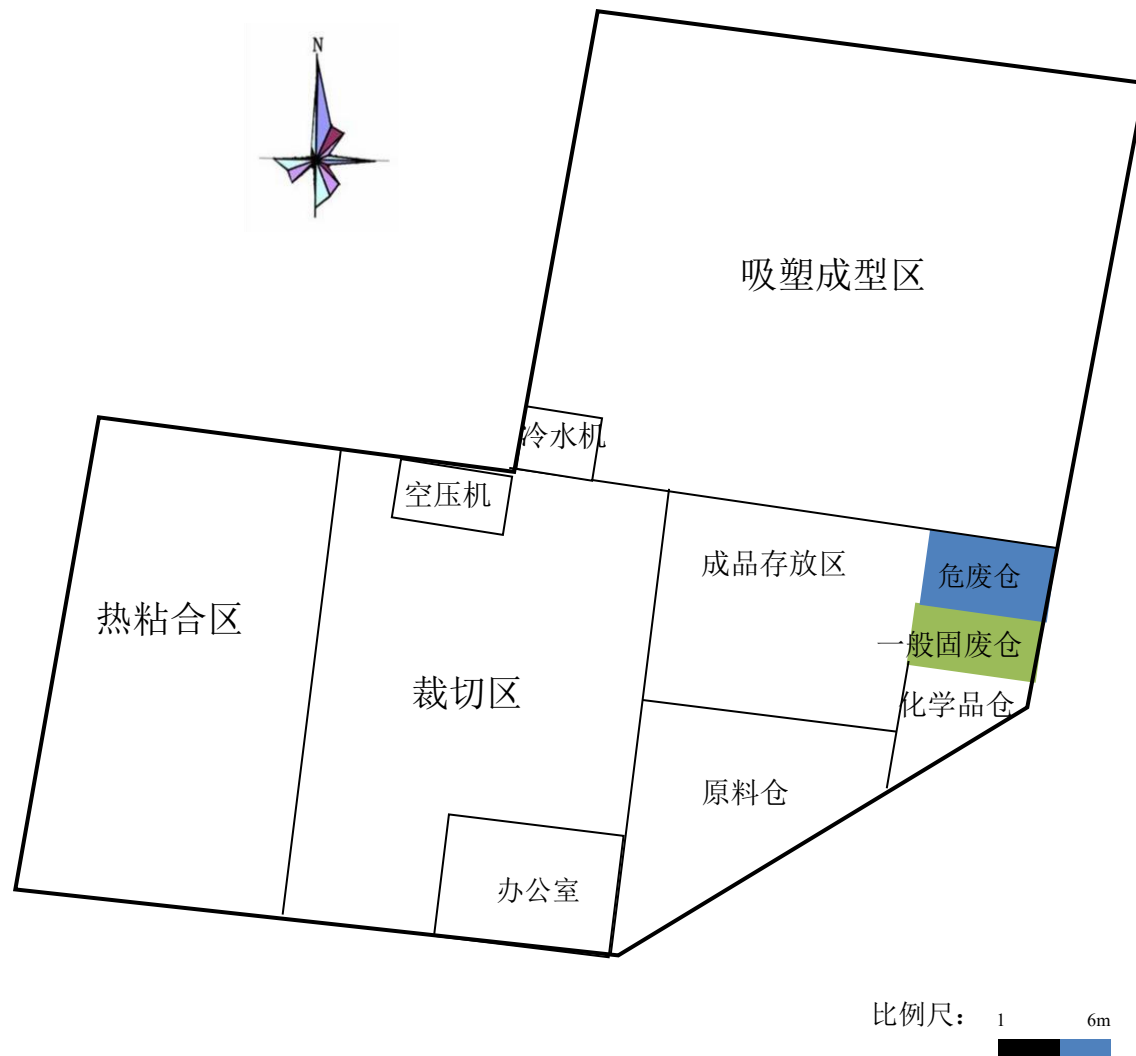 N
吸塑成型区
冷水机
空压机
成品存放区
危废仓
热粘合区
一般固废仓
裁切区
化学品仓
原料仓
办公室
比例尺： 1 6m